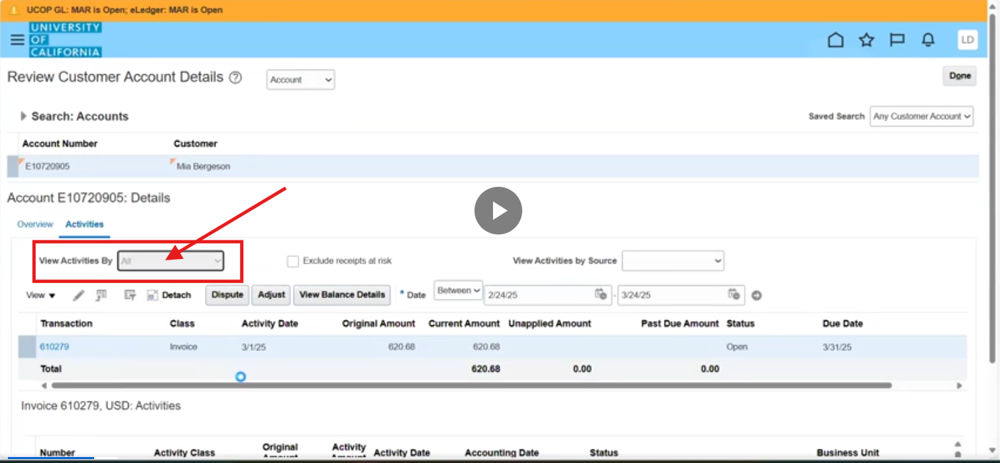 UCOP GL: MAR is Open; eLedger: MAR is Open
UNIVERSITY
OF
CALIFORNIA
LD
Review Customer Account Details ? Account
Done
Search: Accounts
Saved Search Any Customer Account
Account Number Customer
E10720905 Mia Bergeson
Account E10720905: Details
Overview Activities
View Activities By All Exclude receipts at risk View Activities by Source
View Detach Dispute Adjust View Balance Details * Date Between 2/24/25 - 3/24/25
Transaction Class Activity Date Original Amount Current Amount Unapplied Amount Past Due Amount Status Due Date
610279 Invoice 3/1/25 620.68 620.68 Open 3/31/25
Total 620.68 0.00 0.00
Invoice 610279, USD: Activities
Number Activity Class Original Amount Activity Amount Activity Date Accounting Date Status Business Unit